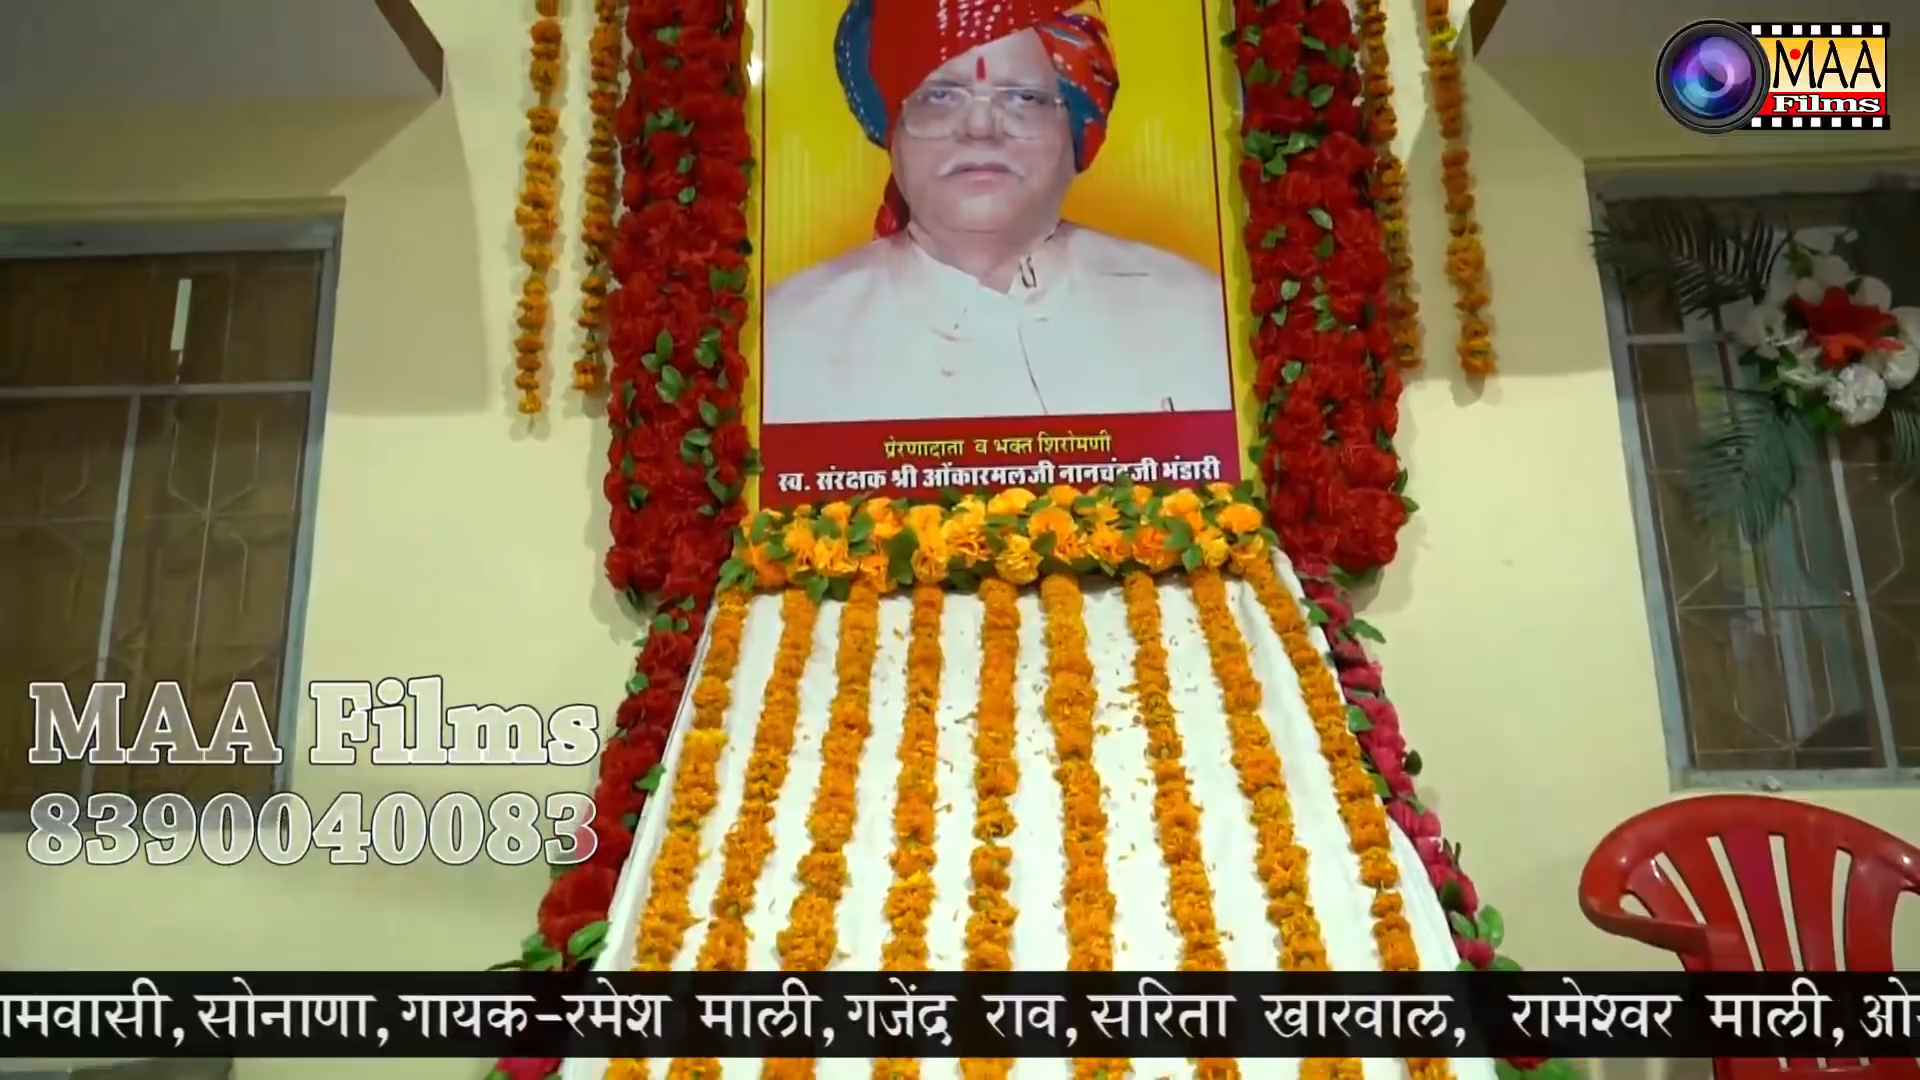 MAA
Films
प्रेरणादाता व भक्त शिरोमणी
स्व. संरक्षक श्री ओंकारमलजी नानचंदजी भंडारी
MAA Films
8390040083
ामवासी, सोनाणा, गायक-रमेश माली, गजेंद्र राव, सरिता खारवाल, रामेश्वर माली,